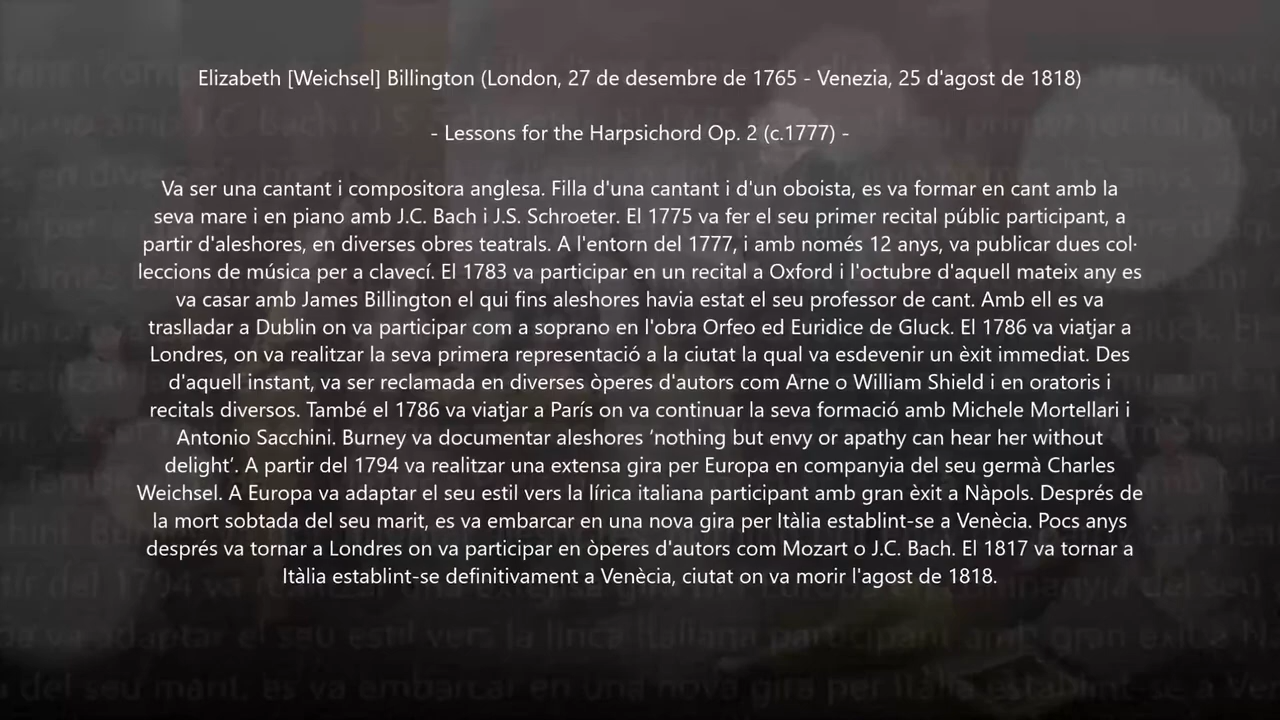 Elizabeth [Weichsel] Billington (London, 27 de desembre de 1765 - Venezia, 25 d'agost de 1818)
- Lessons for the Harpsichord Op. 2 (c.1777) -
Va ser una cantant i compositora anglesa. Filla d'una cantant i d'un oboista, es va formar en cant amb la
seva mare i en piano amb J.C. Bach i J.S. Schroeter. El 1775 va fer el seu primer recital públic participant, a
partir d'aleshores, en diverses obres teatrals. A l'entorn del 1777, i amb només 12 anys, va publicar dues col·
leccions de música per a clavecí. El 1783 va participar en un recital a Oxford i l'octubre d'aquell mateix any es
va casar amb James Billington el qui fins aleshores havia estat el seu professor de cant. Amb ell es va
traslladar a Dublin on va participar com a soprano en l'obra Orfeo ed Euridice de Gluck. El 1786 va viatjar a
Londres, on va realitzar la seva primera representació a la ciutat la qual va esdevenir un èxit immediat. Des
d'aquell instant, va ser reclamada en diverses òperes d'autors com Arne o William Shield i en oratoris i
recitals diversos. També el 1786 va viatjar a París on va continuar la seva formació amb Michele Mortellari i
Antonio Sacchini. Burney va documentar aleshores ‘nothing but envy or apathy can hear her without
delight’. A partir del 1794 va realitzar una extensa gira per Europa en companyia del seu germà Charles
Weichsel. A Europa va adaptar el seu estil vers la lírica italiana participant amb gran èxit a Nàpols. Després de
la mort sobtada del seu marit, es va embarcar en una nova gira per Itàlia establint-se a Venècia. Pocs anys
després va tornar a Londres on va participar en òperes d'autors com Mozart o J.C. Bach. El 1817 va tornar a
Itàlia establint-se definitivament a Venècia, ciutat on va morir l'agost de 1818.